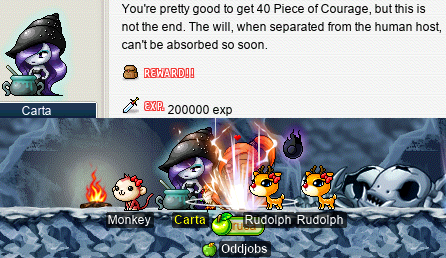 You're pretty good to get 40 Piece of Courage, but this is
not the end. The will, when separated from the human host,
can't be absorbed so soon.
REWARD!!
EXP. 200000 exp
Carta
Monkey
Carta
Rudolph
Rudolph
Oddjobs